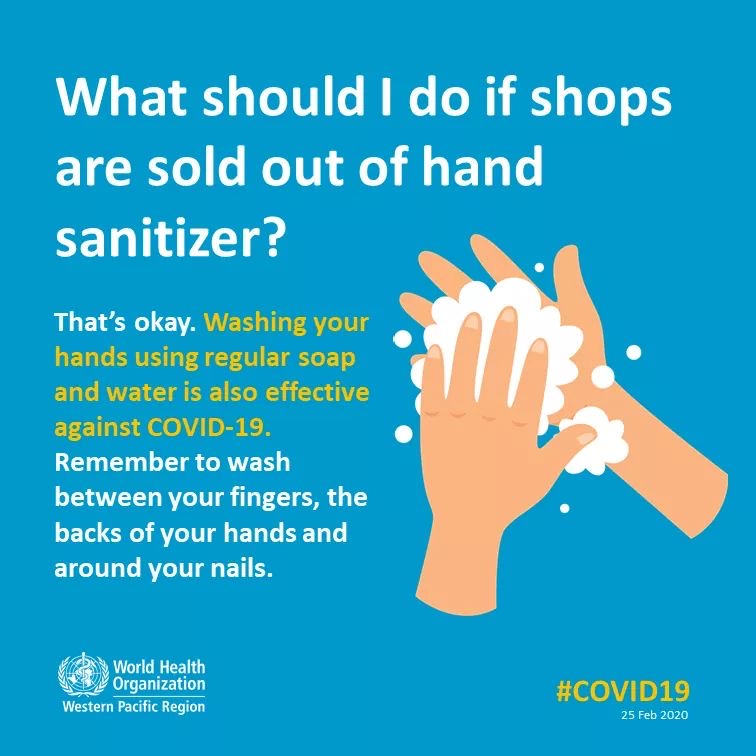 What should I do if shops
are sold out of hand
sanitizer?
That's okay. Washing your
hands using regular soap
and water is also effective
against COVID-19.
Remember to wash
between your fingers, the
backs of your hands and
around your nails.
World Health
Organization
Western Pacific Region
#COVID19
25 Feb 2020